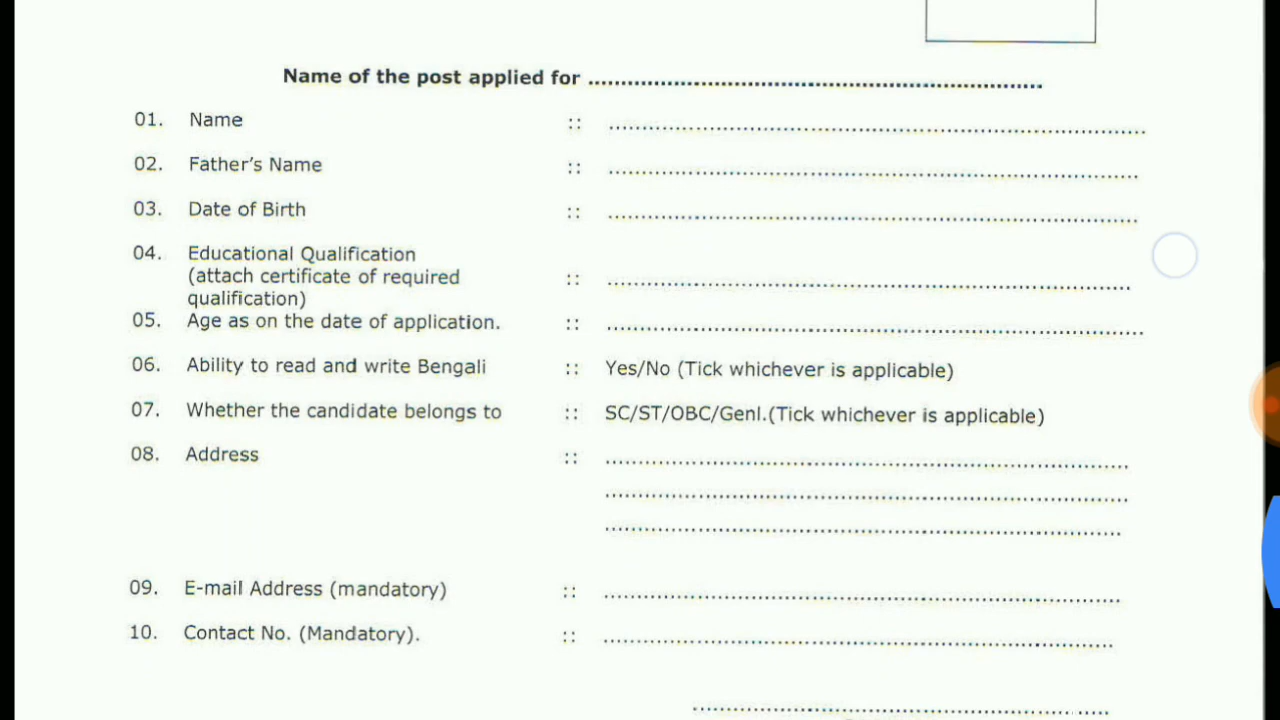 Name of the post applied for ......................................................................
01. Name :: ......................................................................
02. Father's Name :: ......................................................................
03. Date of Birth :: ......................................................................
04. Educational Qualification
(attach certificate of required :: ......................................................................
qualification)
05. Age as on the date of application. :: ......................................................................
06. Ability to read and write Bengali :: Yes/No (Tick whichever is applicable)
07. Whether the candidate belongs to :: SC/ST/OBC/Genl.(Tick whichever is applicable)
08. Address :: ......................................................................
......................................................................
......................................................................
09. E-mail Address (mandatory) :: ......................................................................
10. Contact No. (Mandatory). :: ......................................................................
......................................................................